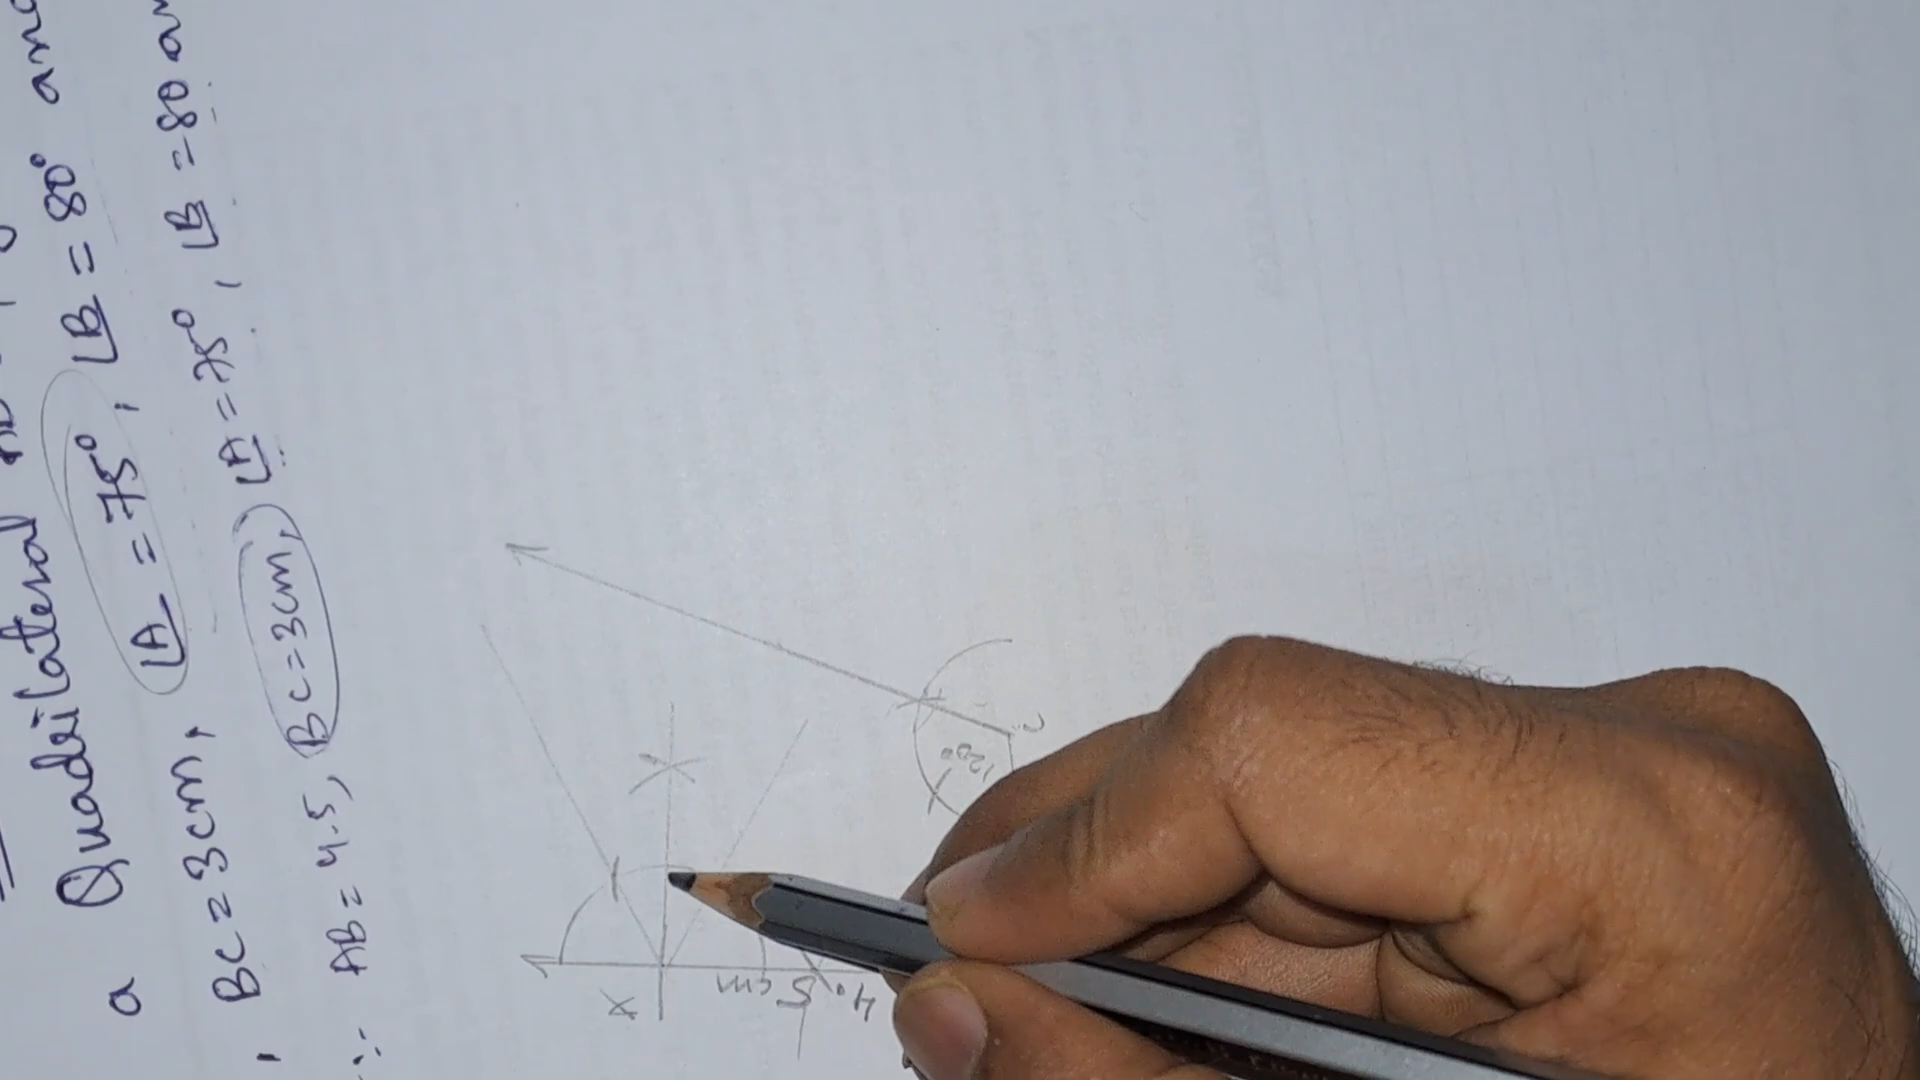 a Quadrilateral
BC = 3cm, ∠A = 75°, ∠B = 80° and
AB = 4.5, BC = 3cm, ∠A = 75°, ∠B = 80 an
4.5 cm
120°
C